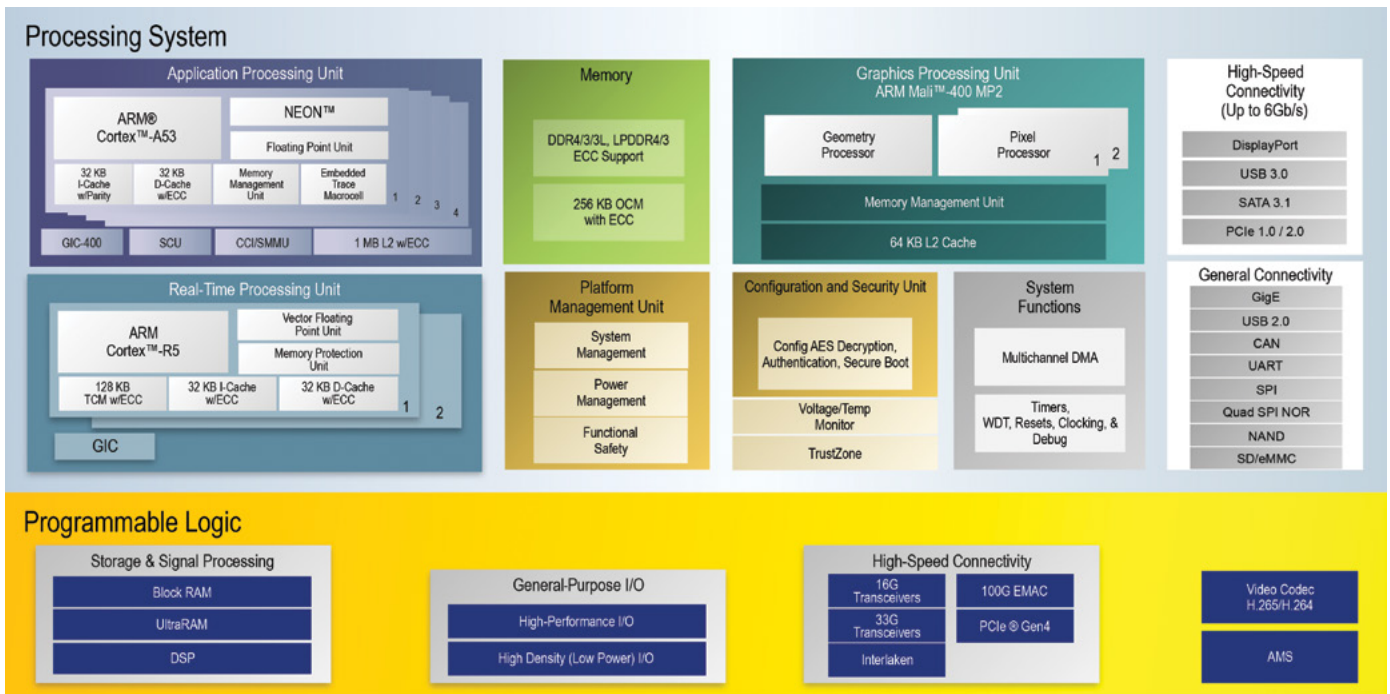 Processing System
Application Processing Unit
ARM®
Cortex™-A53
NEON™
Floating Point Unit
32 KB
I-Cache
w/Parity
32 KB
D-Cache
w/ECC
Memory
Management
Unit
Embedded
Trace
Macrocell
1
2
3
4
GIC-400
SCU
CCI/SMMU
1 MB L2 w/ECC
Memory
DDR4/3/3L, LPDDR4/3
ECC Support
256 KB OCM
with ECC
Graphics Processing Unit
ARM Mali™-400 MP2
Geometry
Processor
Pixel
Processor
1
2
Memory Management Unit
64 KB L2 Cache
High-Speed
Connectivity
(Up to 6Gb/s)
DisplayPort
USB 3.0
SATA 3.1
PCIe 1.0 / 2.0
Real-Time Processing Unit
ARM
Cortex™-R5
Vector Floating
Point Unit
Memory Protection
Unit
128 KB
TCM w/ECC
32 KB I-Cache
w/ECC
32 KB D-Cache
w/ECC
1
2
GIC
Platform
Management Unit
System
Management
Power
Management
Functional
Safety
Configuration and Security Unit
Config AES Decryption,
Authentication, Secure Boot
Voltage/Temp
Monitor
TrustZone
System
Functions
Multichannel DMA
Timers,
WDT, Resets, Clocking, &
Debug
General Connectivity
GigE
USB 2.0
CAN
UART
SPI
Quad SPI NOR
NAND
SD/eMMC
Programmable Logic
Storage & Signal Processing
Block RAM
UltraRAM
DSP
General-Purpose I/O
High-Performance I/O
High Density (Low Power) I/O
High-Speed Connectivity
16G
Transceivers
33G
Transceivers
Interlaken
100G EMAC
PCIe ® Gen4
Video Codec
H.265/H.264
AMS